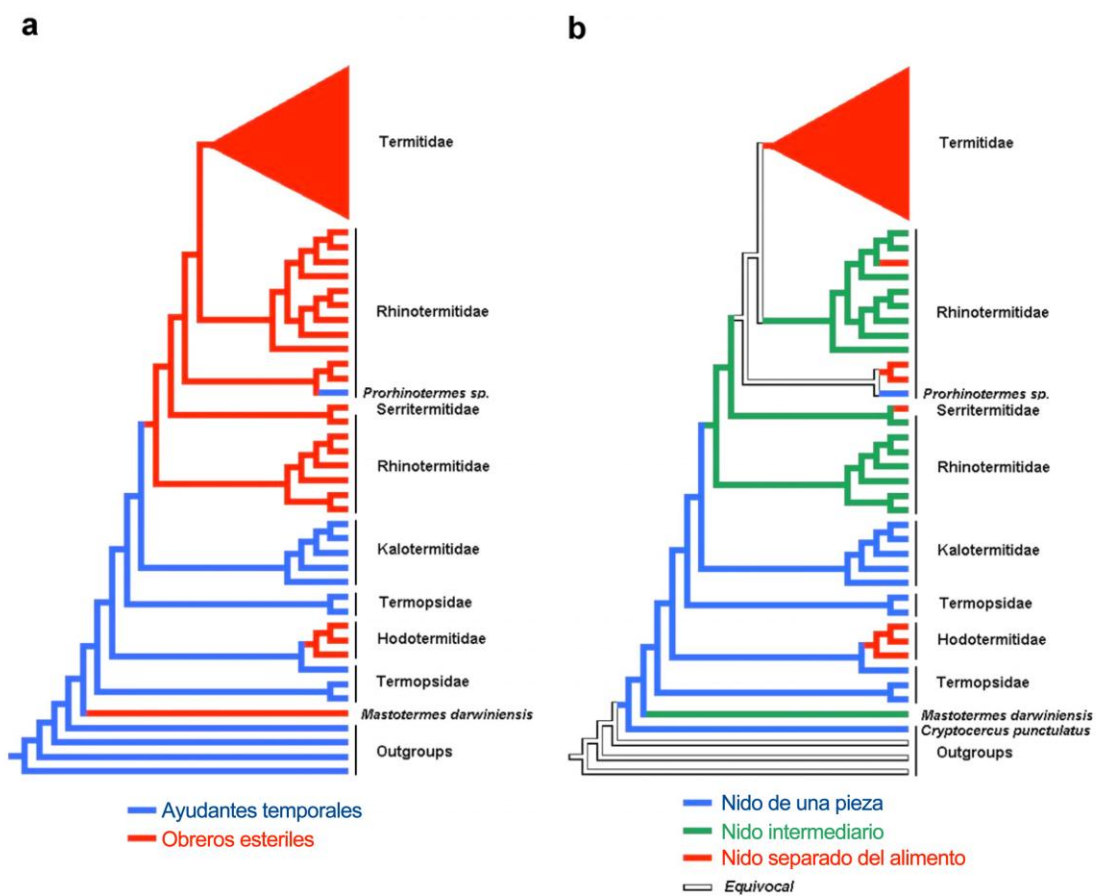 a
Termitidae
Rhinotermitidae
Prorhinotermes sp.
Serritermitidae
Rhinotermitidae
Kalotermitidae
Termopsidae
Hodotermitidae
Termopsidae
Mastotermes darwiniensis
Outgroups
Ayudantes temporales
Obreros esteriles
b
Termitidae
Rhinotermitidae
Prorhinotermes sp.
Serritermitidae
Rhinotermitidae
Kalotermitidae
Termopsidae
Hodotermitidae
Termopsidae
Mastotermes darwiniensis
Cryptocercus punctulatus
Outgroups
Nido de una pieza
Nido intermediario
Nido separado del alimento
Equivocal